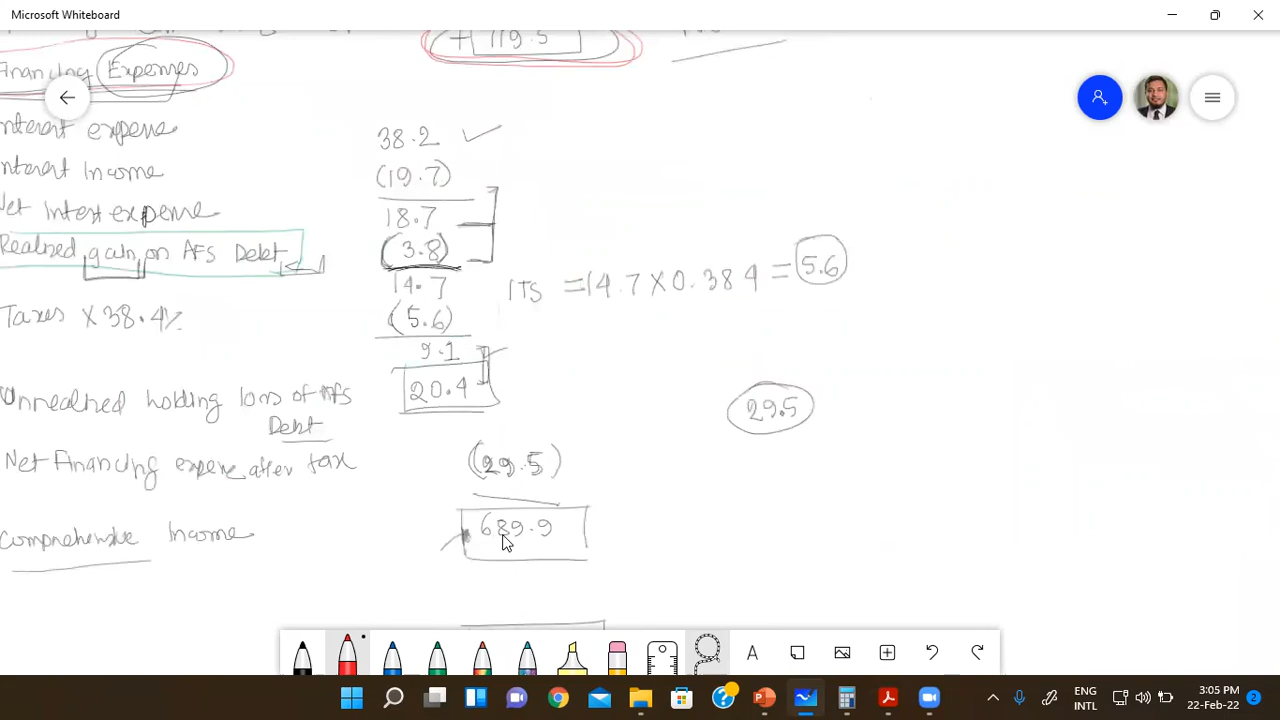 Microsoft Whiteboard
+ 119.5
Financing Expenses
Interest expense 38.2
Interest Income (19.7)
Net Interest expense 18.7
Realised gain on AFS Debt (3.8)
14.7 ITS = 14.7 X 0.384 = 5.6
Taxes X 38.4% (5.6)
9.1
Unrealised holding loss of AFS 20.4
Debt 29.5
Net Financing expense after tax (29.5)
Comprehensive Income 689.9
A
ENG
INTL
3:05 PM
22-Feb-22
2